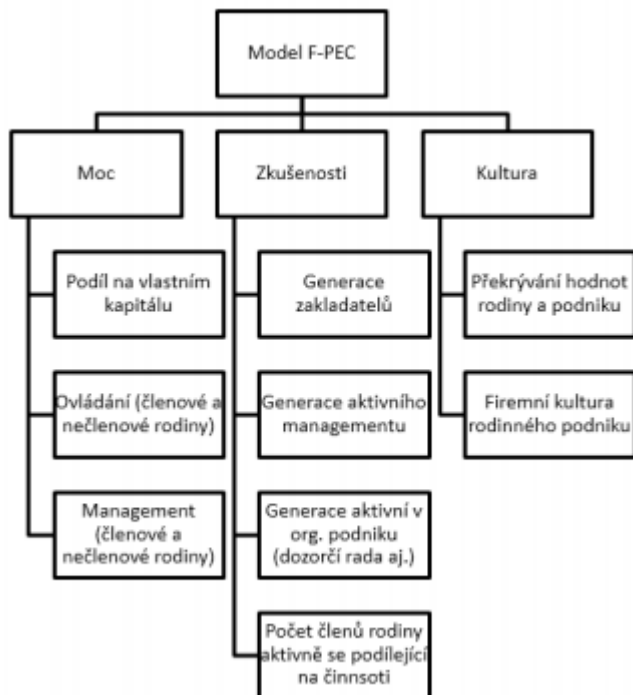 Model F-PEC
Moc
Zkušenosti
Kultura
Podíl na vlastním
kapitálu
Generace
zakladatelů
Překrývání hodnot
rodiny a podniku
Ovládání (členové a
nečlenové rodiny)
Generace aktivního
managementu
Firemní kultura
rodinného podniku
Management
(členové a
nečlenové rodiny)
Generace aktivní v
org. podniku
(dozorčí rada aj.)
Počet členů rodiny
aktivně se podílející
na činnsoti